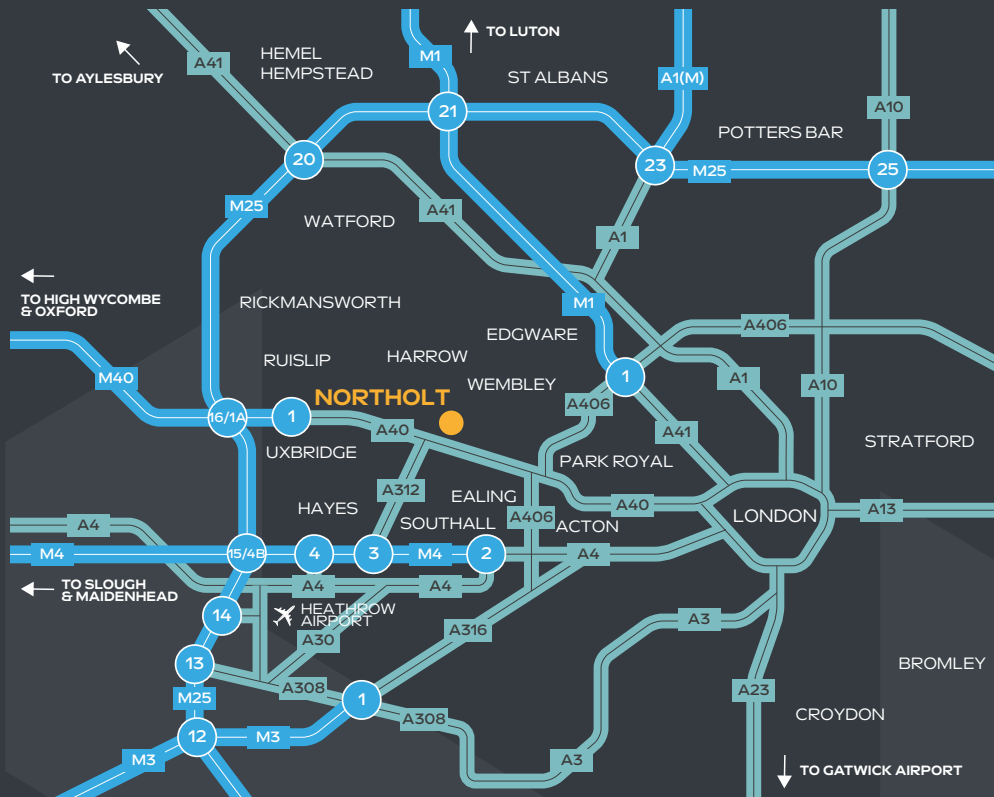 TO LUTON
M1
HEMEL
HEMPSTEAD
A41
TO AYLESBURY
ST ALBANS
A1(M)
A10
21
POTTERS BAR
20
23
M25
25
M25
A41
WATFORD
A1
TO HIGH WYCOMBE
& OXFORD
RICKMANSWORTH
M1
A406
EDGWARE
RUISLIP
HARROW
M40
WEMBLEY
1
A1
A10
NORTHOLT
A406
16/1A
1
A40
A41
STRATFORD
UXBRIDGE
PARK ROYAL
A312
EALING
HAYES
A40
A13
SOUTHALL
A406
ACTON
LONDON
A4
M4
15/4B
4
3
M4
2
A4
TO SLOUGH
& MAIDENHEAD
A4
A4
14
HEATHROW
AIRPORT
A30
A316
A3
13
BROMLEY
A308
A23
M25
1
A308
CROYDON
12
M3
M3
A3
TO GATWICK AIRPORT